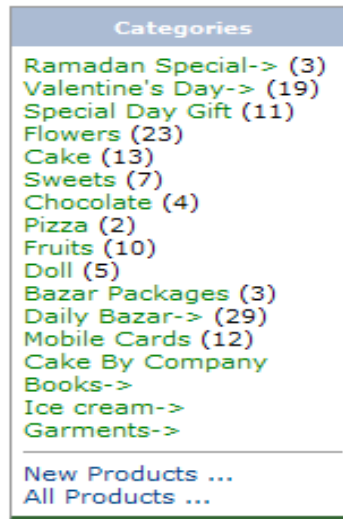 Categories
Ramadan Special-> (3)
Valentine's Day-> (19)
Special Day Gift (11)
Flowers (23)
Cake (13)
Sweets (7)
Chocolate (4)
Pizza (2)
Fruits (10)
Doll (5)
Bazar Packages (3)
Daily Bazar-> (29)
Mobile Cards (12)
Cake By Company
Books->
Ice cream->
Garments->
New Products ...
All Products ...